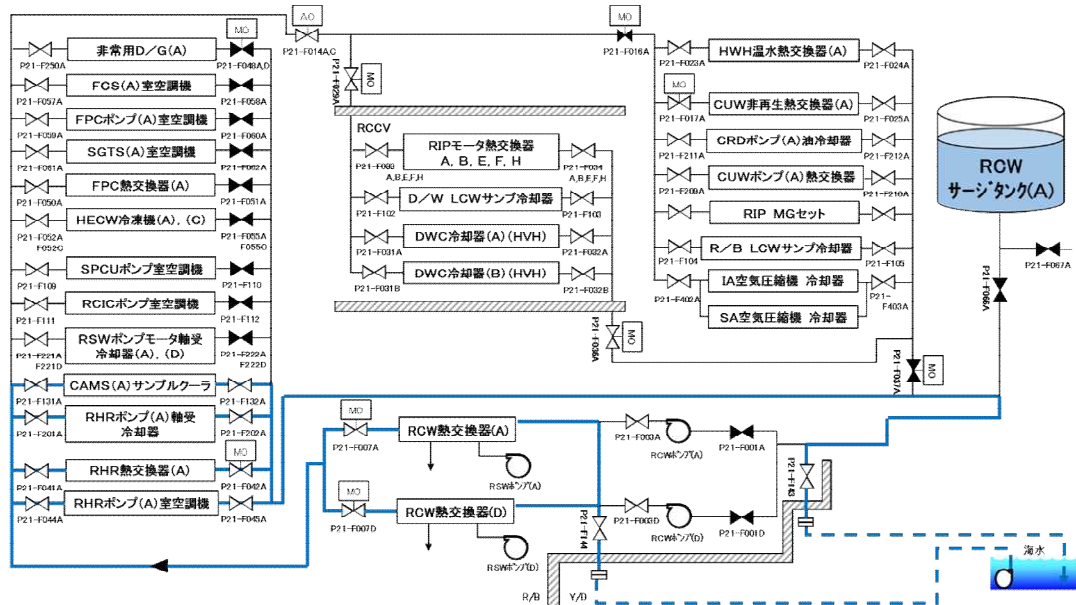 非常用D/G(A)
MO
P21-F250A
P21-F048A,D
FCS(A)室空調機
P21-F057A
P21-F058A
FPCポンプ(A)室空調機
P21-F059A
P21-F060A
SGTS(A)室空調機
P21-F061A
P21-F062A
FPC熱交換器(A)
P21-F050A
P21-F051A
HECW冷凍機(A), (C)
P21-F052A
F052C
P21-F055A
F055C
SPCUポンプ室空調機
P21-F109
P21-F110
RCICポンプ室空調機
P21-F111
P21-F112
RSWポンプモータ軸受
冷却器(A), (D)
P21-F221A
F221D
P21-F222A
F222D
CAMS(A)サンプルクーラ
P21-F131A
P21-F132A
RHRポンプ(A)軸受
冷却器
P21-F201A
P21-F202A
RHR熱交換器(A)
MO
P21-F041A
P21-F042A
RHRポンプ(A)室空調機
P21-F044A
P21-F045A
AO
P21-F014A,C
MO
P21-F016A
P21-F029A
MO
RCCV
RIPモータ熱交換器
A, B, E, F, H
A,B,E,F,H
P21-F034
A,B,E,F,H
D/W LCWサンプ冷却器
P21-F102
P21-F103
DWC冷却器(A)(HVH)
P21-F031A
P21-F032A
DWC冷却器(B)(HVH)
P21-F031B
P21-F032B
P21-F036A
MO
HWH温水熱交換器(A)
P21-F023A
P21-F024A
MO
CUW非再生熱交換器(A)
P21-F017A
P21-F025A
CRDポンプ(A)油冷却器
P21-F211A
P21-F212A
CUWポンプ(A)熱交換器
P21-F209A
P21-F210A
RIP MGセット
R/B LCWサンプ冷却器
P21-F104
P21-F105
IA空気圧縮機 冷却器
P21-F402A
P21-
F403A
SA空気圧縮機 冷却器
P21-F037A
MO
RCW
サージタンク(A)
P21-F067A
P21-F066A
MO
P21-F007A
RCW熱交換器(A)
RSWポンプ(A)
P21-F003A
RCWポンプ(A)
P21-F001A
MO
P21-F007D
RCW熱交換器(D)
RSWポンプ(D)
P21-F003D
RCWポンプ(D)
P21-F001D
P21-F143
P21-F144
R/B
Y/D
海水